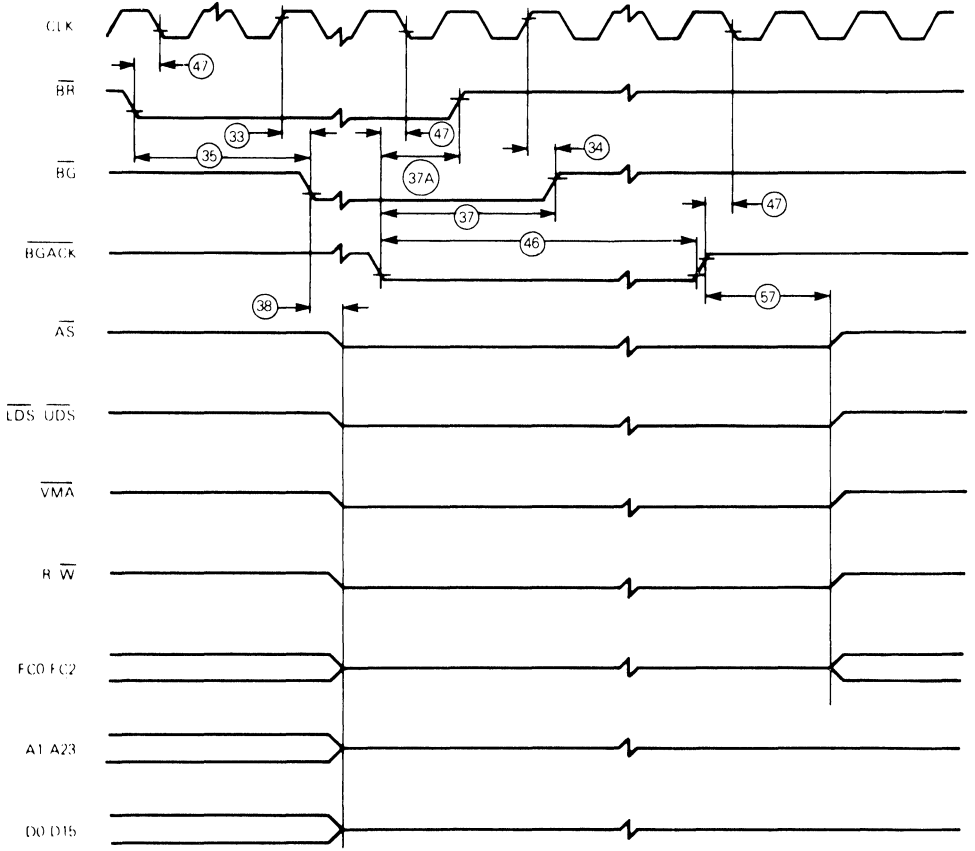 CLK
47
BR
33
47
35
37A
34
BG
37
47
46
BGACK
38
57
AS
LDS UDS
VMA
R W
FC0 FC2
A1 A23
D0 D15